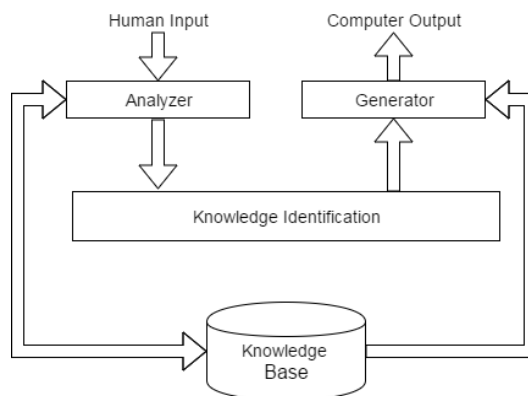 Human Input
Computer Output
Analyzer
Generator
Knowledge Identification
Knowledge
Base